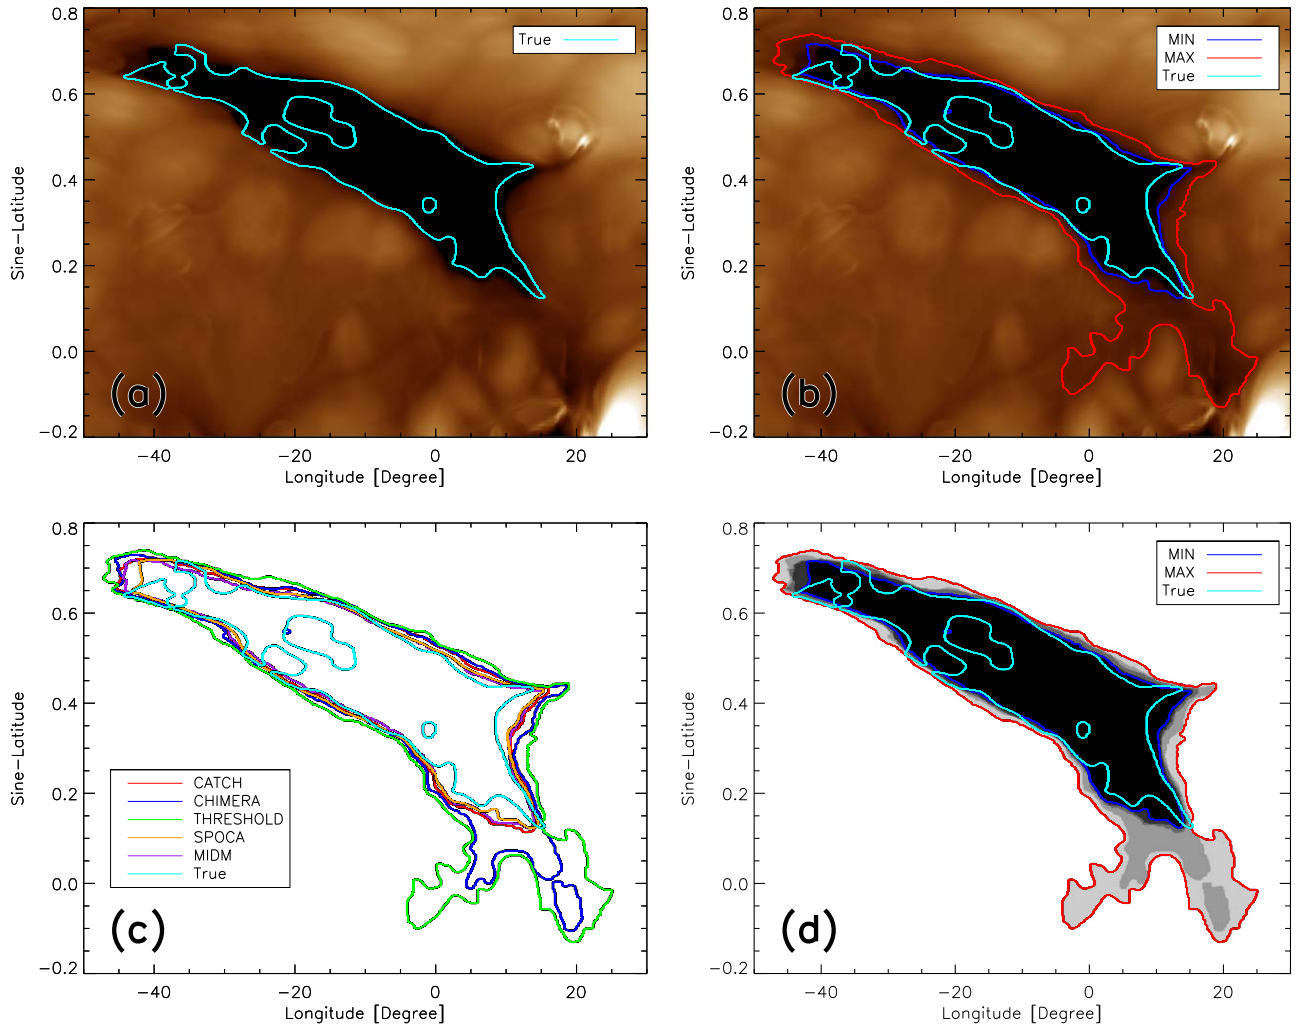 0.8
0.6
0.4
0.2
0.0
-0.2
Sine-Latitude
True
(a)
-40
-20
0
20
Longitude [Degree]
0.8
0.6
0.4
0.2
0.0
-0.2
Sine-Latitude
MIN
MAX
True
(b)
-40
-20
0
20
Longitude [Degree]
0.8
0.6
0.4
0.2
0.0
-0.2
Sine-Latitude
CATCH
CHIMERA
THRESHOLD
SPOCA
MIDM
True
(c)
-40
-20
0
20
Longitude [Degree]
0.8
0.6
0.4
0.2
0.0
-0.2
Sine-Latitude
MIN
MAX
True
(d)
-40
-20
0
20
Longitude [Degree]